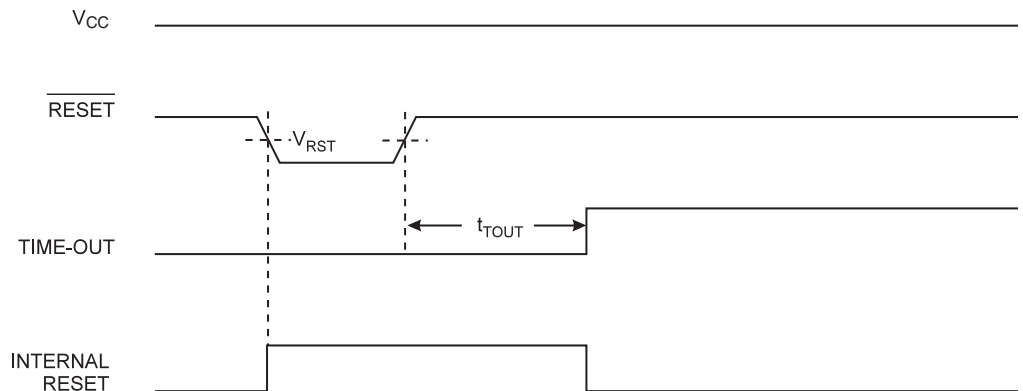 VCC
RESET
VRST
tTOUT
TIME-OUT
INTERNAL
RESET